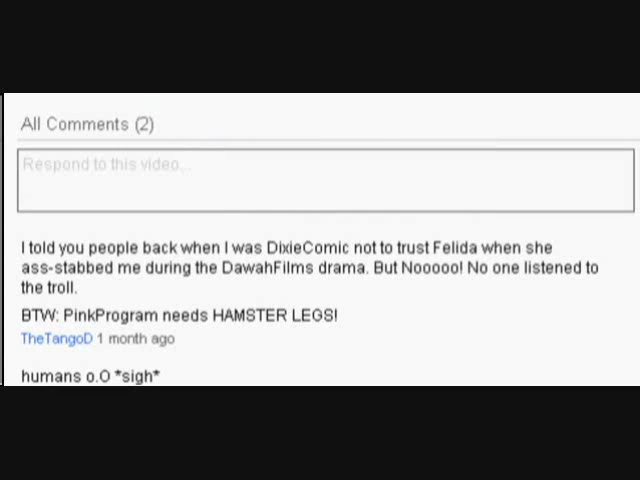 All Comments (2)
Respond to this video...
I told you people back when I was DixieComic not to trust Felida when she
ass-stabbed me during the DawahFilms drama. But Nooooo! No one listened to
the troll.
BTW: PinkProgram needs HAMSTER LEGS!
TheTangoD 1 month ago
humans o.O *sigh*